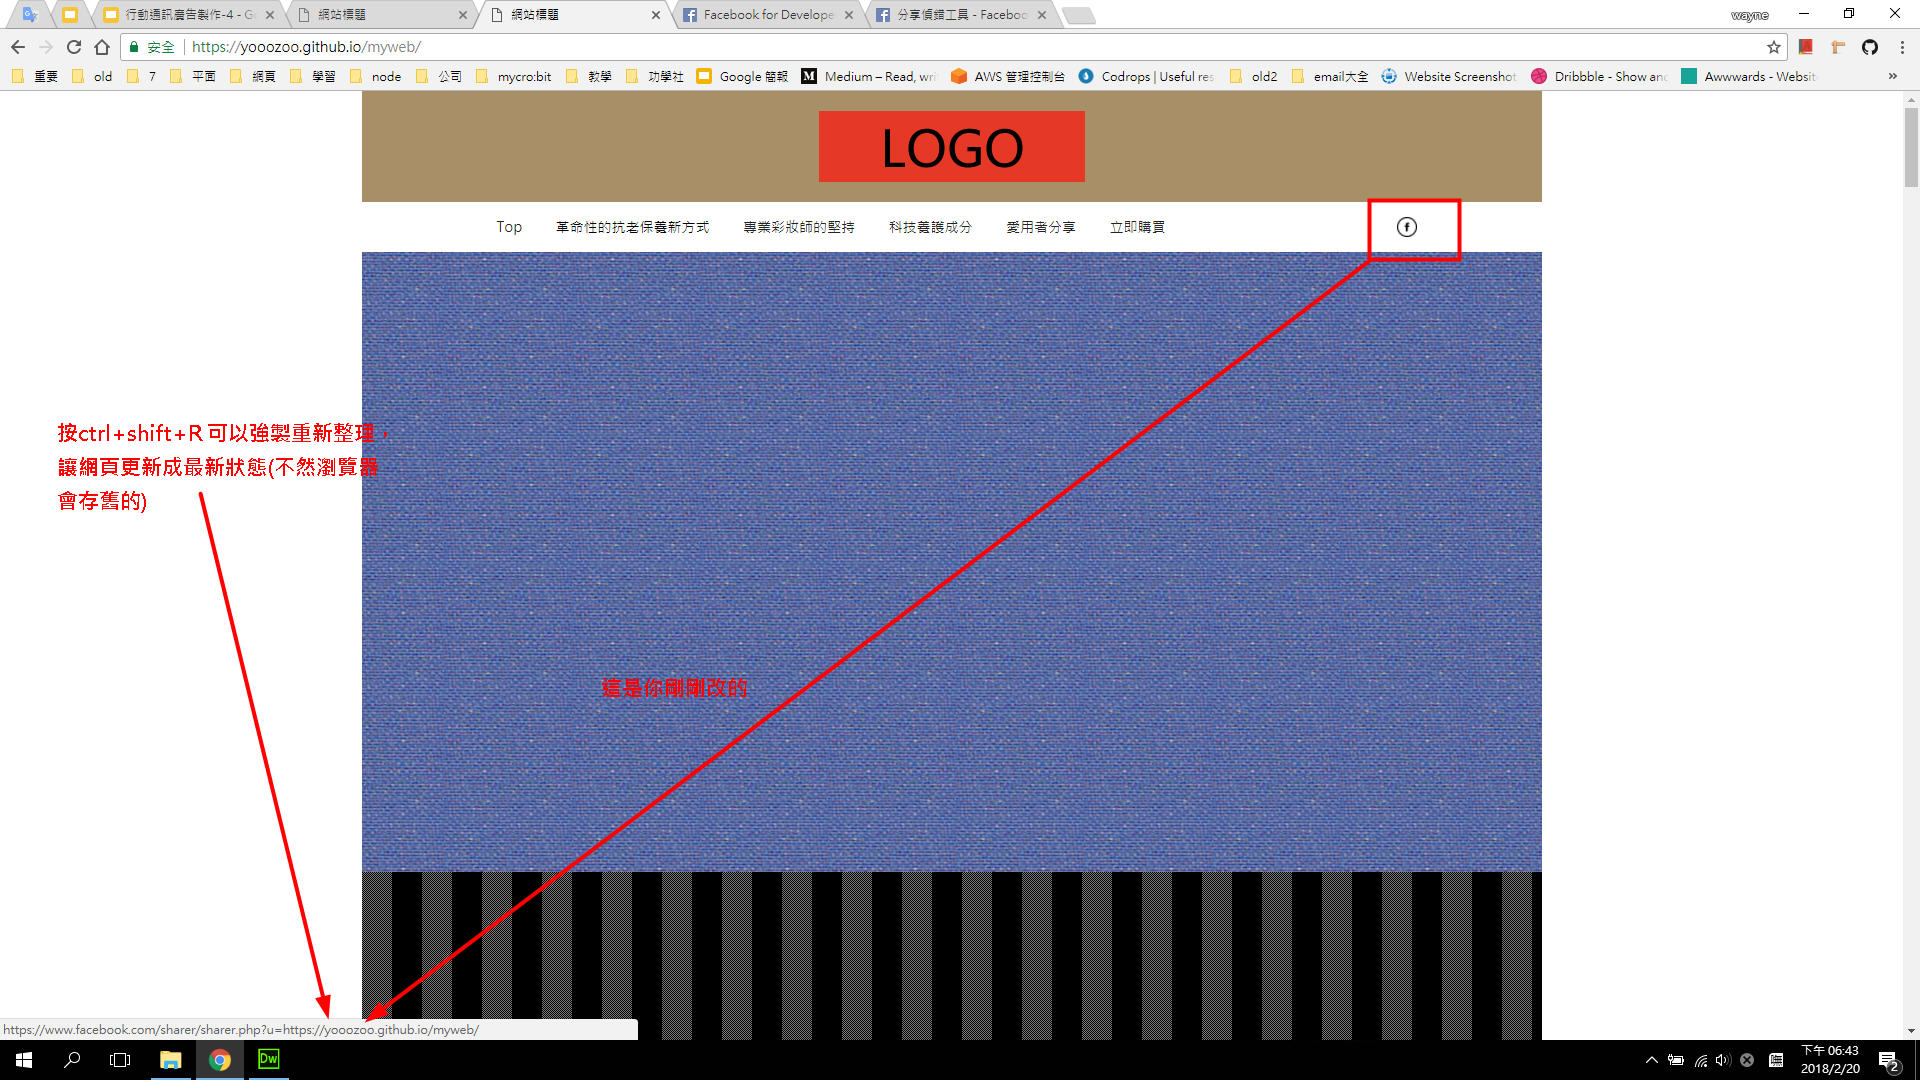 行動通訊廣告製作-4 - G
網站標題
網站標題
Facebook for Develope
分享偵錯工具 - Faceboo
wayne
安全 | https://yooozoo.github.io/myweb/
重要 old 7 平面 網頁 學習 node 公司 mycro:bit 教學 功學社 Google 簡報 Medium – Read, wri AWS 管理控制台 Codrops | Useful res old2 email大全 Website Screenshot Dribbble - Show and Awwwards - Websit »
LOGO
Top 革命性的抗老保養新方式 專業彩妝師的堅持 科技養護成分 愛用者分享 立即購買
按ctrl+shift+R 可以強製重新整理，
讓網頁更新成最新狀態(不然瀏覽器
會存舊的)
這是你剛剛改的
https://www.facebook.com/sharer/sharer.php?u=https://yooozoo.github.io/myweb/
Dw
下午 06:43
2018/2/20
2